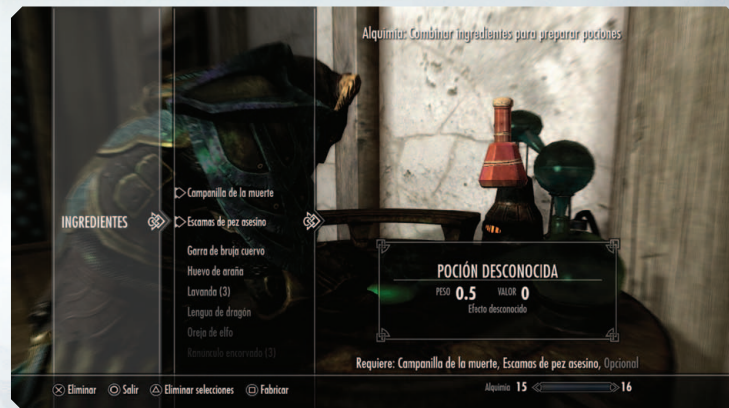 Alquimia: Combinar ingredientes para preparar pociones
INGREDIENTES
Campanilla de la muerte
Escamas de pez asesino
Garra de bruja cuervo
Huevo de araña
Lavanda (3)
Lengua de dragón
Oreja de elfo
Ranúnculo encorvado (3)
POCIÓN DESCONOCIDA
PESO 0.5 VALOR 0
Efecto desconocido
Requiere: Campanilla de la muerte, Escamas de pez asesino, Opcional
Eliminar Salir Eliminar selecciones Fabricar
Alquimia 15 16